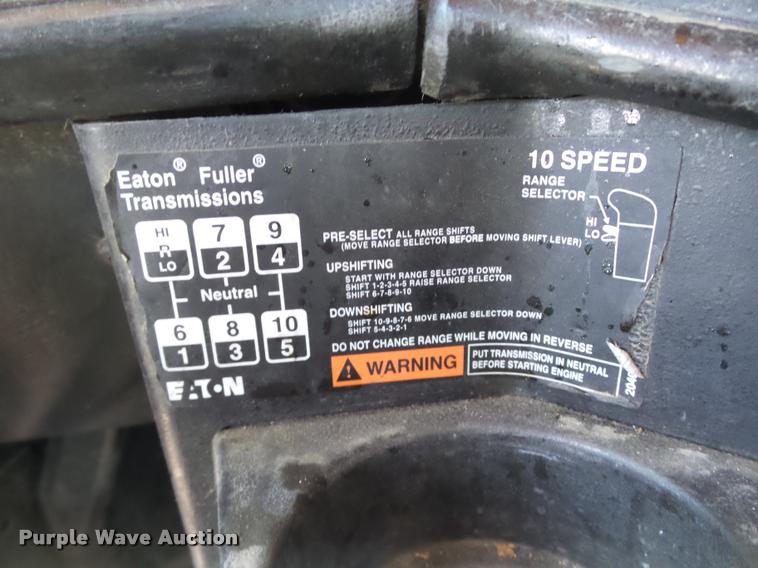 Eaton® Fuller®
Transmissions
10 SPEED
RANGE
SELECTOR
HI
LO
HI
R
LO
7
2
9
4
Neutral
6
1
8
3
10
5
EATON
PRE-SELECT ALL RANGE SHIFTS
(MOVE RANGE SELECTOR BEFORE MOVING SHIFT LEVER)
UPSHIFTING
START WITH RANGE SELECTOR DOWN
SHIFT 1-2-3-4-5 RAISE RANGE SELECTOR
SHIFT 6-7-8-9-10
DOWNSHIFTING
SHIFT 10-9-8-7-6 MOVE RANGE SELECTOR DOWN
SHIFT 5-4-3-2-1
DO NOT CHANGE RANGE WHILE MOVING IN REVERSE
WARNING
PUT TRANSMISSION IN NEUTRAL
BEFORE STARTING ENGINE
Purple Wave Auction